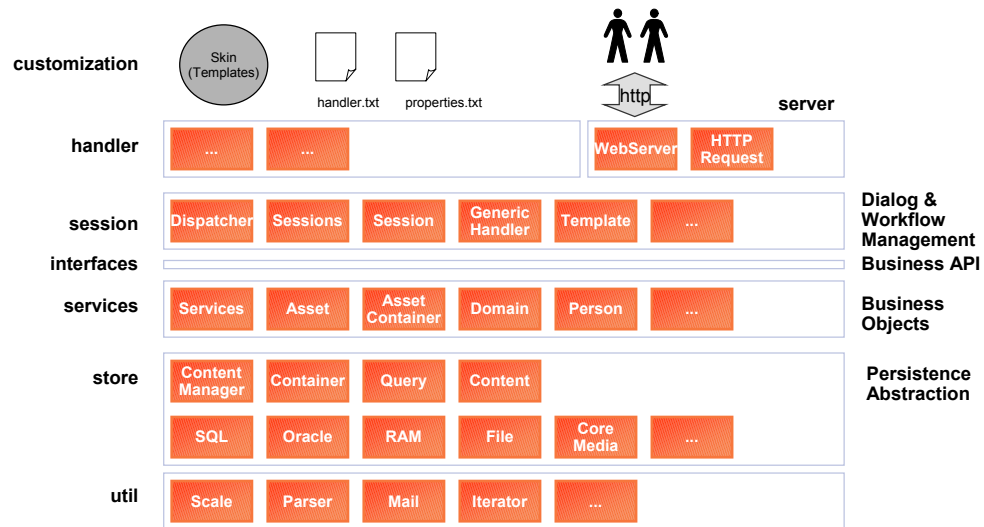 customization
Skin
(Templates)
handler.txt
properties.txt
http
server
handler
...
...
WebServer
HTTP
Request
session
Dispatcher
Sessions
Session
Generic
Handler
Template
...
Dialog &
Workflow
Management
interfaces
Business API
services
Services
Asset
Asset
Container
Domain
Person
...
Business
Objects
store
Content
Manager
Container
Query
Content
Persistence
Abstraction
SQL
Oracle
RAM
File
Core
Media
...
util
Scale
Parser
Mail
Iterator
...